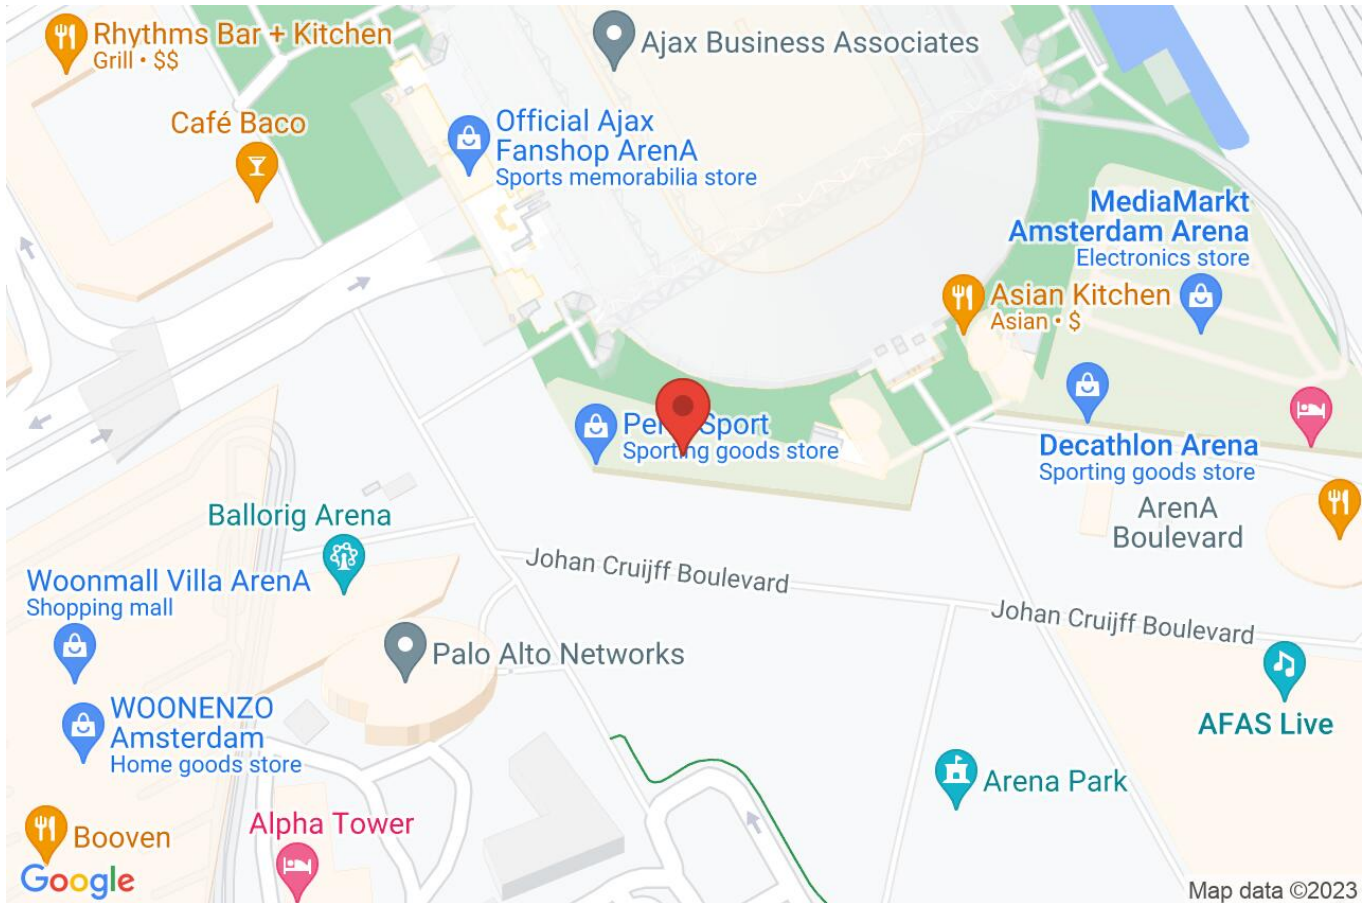 Rhythms Bar + Kitchen
Grill • $$
Ajax Business Associates
Café Baco
Official Ajax
Fanshop ArenA
Sports memorabilia store
MediaMarkt
Amsterdam Arena
Electronics store
Asian Kitchen
Asian • $
Sport
Sporting goods store
Decathlon Arena
Sporting goods store
ArenA
Boulevard
Ballorig Arena
Johan Cruijff Boulevard
Woonmall Villa ArenA
Shopping mall
Johan Cruijff Boulevard
Palo Alto Networks
WOONENZO
Amsterdam
Home goods store
AFAS Live
Arena Park
Alpha Tower
Booven
Google
Map data ©2023